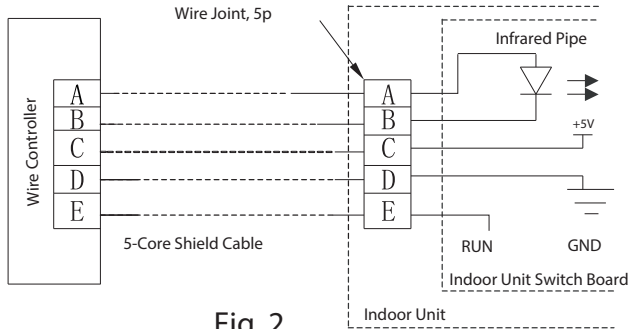 Wire Joint, 5p
Infrared Pipe
Wire Controller
A
B
C
D
E
A
B
C
D
E
+5V
5-Core Shield Cable
RUN
GND
Indoor Unit Switch Board
Indoor Unit
Fig. 2